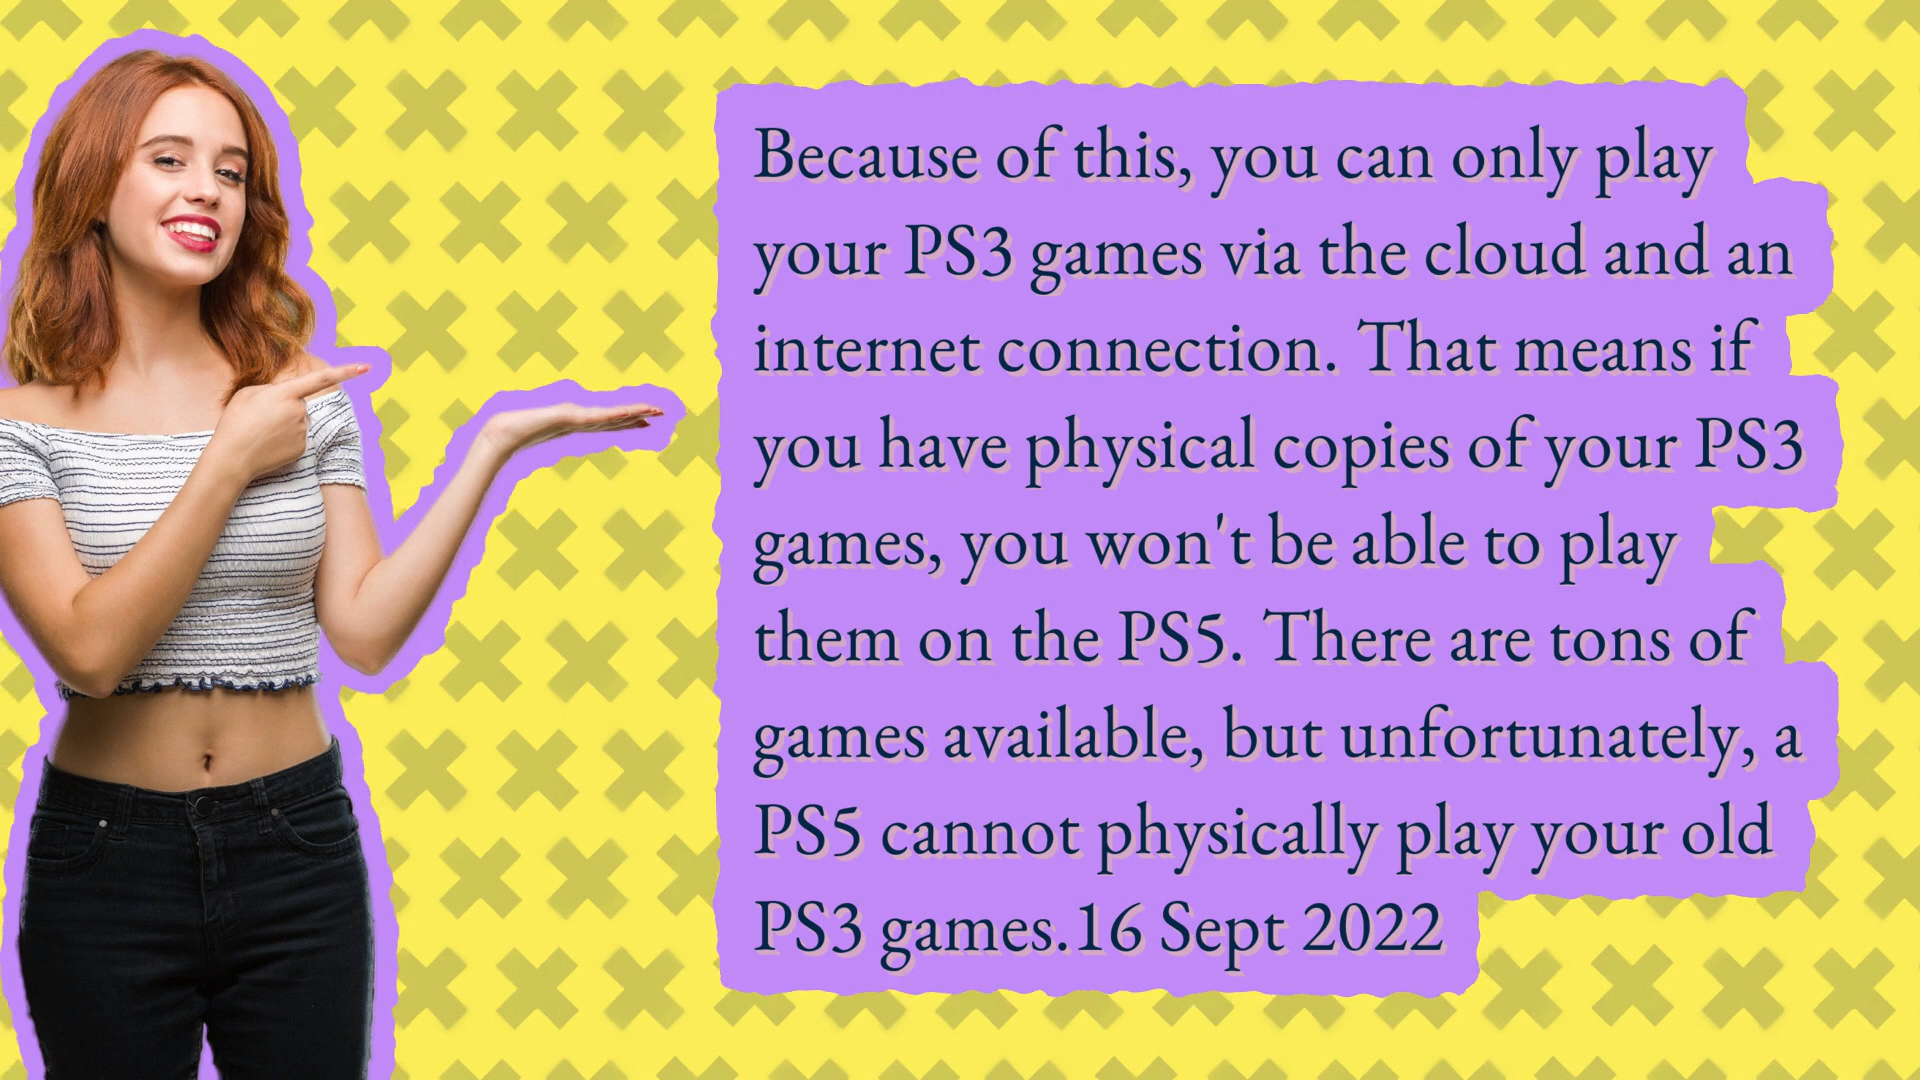 Because of this, you can only play
your PS3 games via the cloud and an
internet connection. That means if
you have physical copies of your PS3
games, you won't be able to play
them on the PS5. There are tons of
games available, but unfortunately, a
PS5 cannot physically play your old
PS3 games.16 Sept 2022